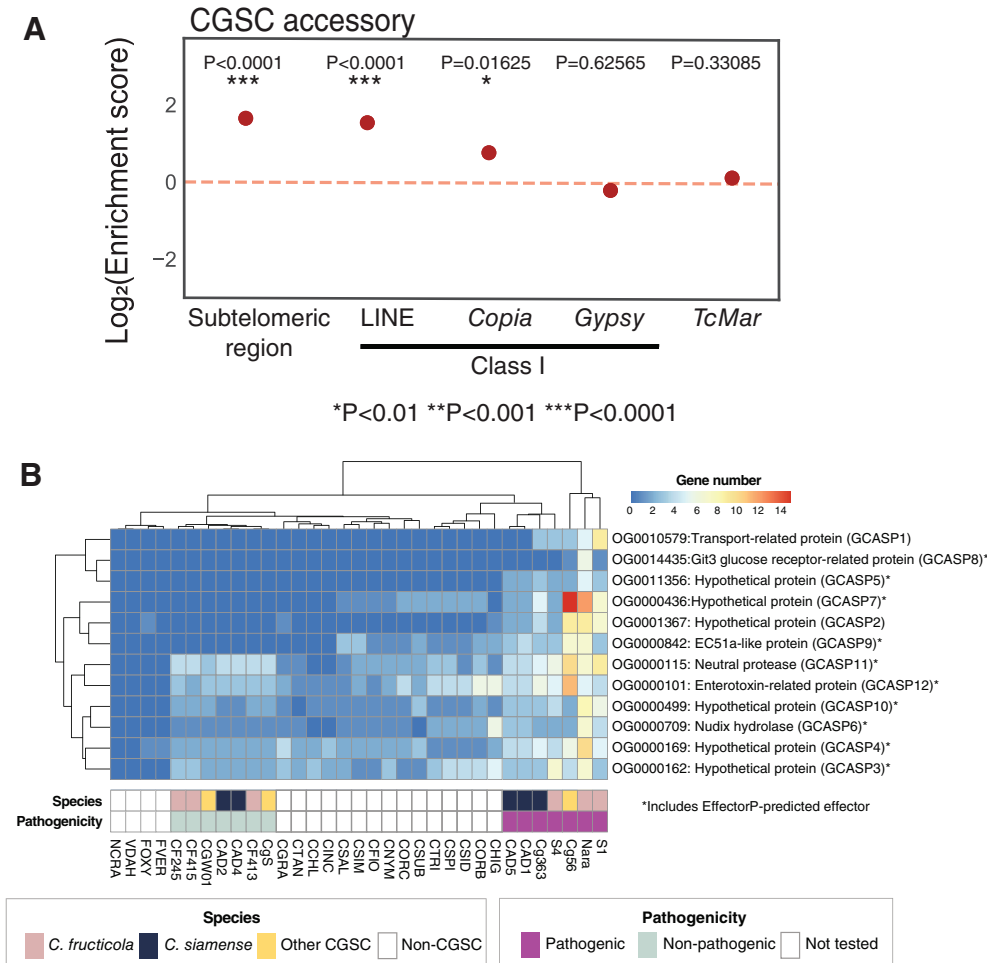 A
CGSC accessory
Log₂(Enrichment score)
P<0.0001 P<0.0001 P=0.01625 P=0.62565 P=0.33085
*** *** *
2
0
−2
Subtelomeric region LINE Copia Gypsy TcMar
Class I
*P<0.01 **P<0.001 ***P<0.0001
B
Gene number
0 2 4 6 8 10 12 14
OG0010579:Transport-related protein (GCASP1)
OG0014435:Git3 glucose receptor-related protein (GCASP8)*
OG0011356: Hypothetical protein (GCASP5)*
OG0000436:Hypothetical protein (GCASP7)*
OG0001367: Hypothetical protein (GCASP2)
OG0000842: EC51a-like protein (GCASP9)*
OG0000115: Neutral protease (GCASP11)*
OG0000101: Enterotoxin-related protein (GCASP12)*
OG0000499: Hypothetical protein (GCASP10)*
OG0000709: Nudix hydrolase (GCASP6)*
OG0000169: Hypothetical protein (GCASP4)*
OG0000162: Hypothetical protein (GCASP3)*
Species
Pathogenicity
*Includes EffectorP-predicted effector
NCRA VDAH FOXY FVER CF245 CF415 CGW01 CAD2 CAD4 CF413 CgS CGRA CTAN CCHL CINC CSAL CSIM CFIO CNYM CORC CSUB CTRI CSPI CSID CORB CHIG CAD5 CAD1 Cg363 S4 Cg56 Nara S1
Species
C. fructicola C. siamense Other CGSC Non-CGSC
Pathogenicity
Pathogenic Non-pathogenic Not tested